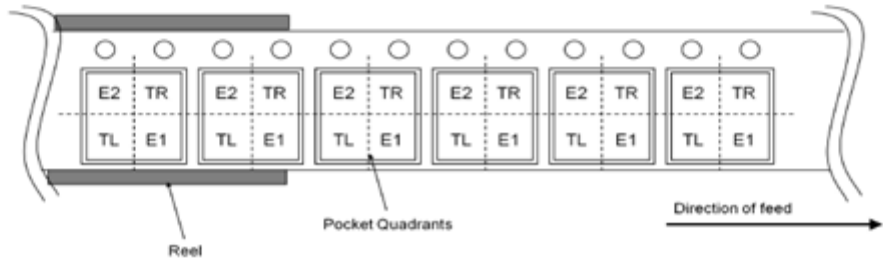 E2 TR E2 TR E2 TR E2 TR E2 TR E2 TR
TL E1 TL E1 TL E1 TL E1 TL E1 TL E1
Direction of feed
Pocket Quadrants
Reel